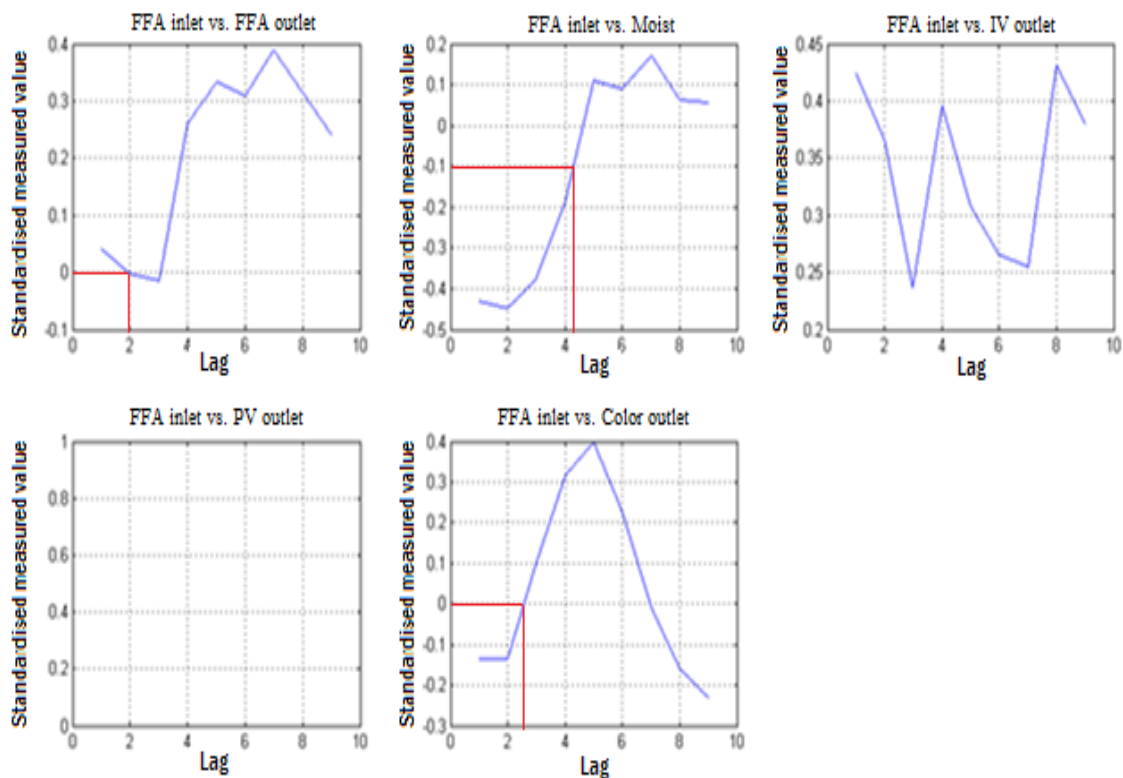 FFA inlet vs. FFA outlet
Standardised measured value
0.4
0.3
0.2
0.1
0
-0.1
0 2 4 6 8 10
Lag
FFA inlet vs. Moist
Standardised measured value
0.2
0.1
0
-0.1
-0.2
-0.3
-0.4
-0.5
0 2 4 6 8 10
Lag
FFA inlet vs. IV outlet
Standardised measured value
0.45
0.4
0.35
0.3
0.25
0.2
0 2 4 6 8 10
Lag
FFA inlet vs. PV outlet
Standardised measured value
1
0.8
0.6
0.4
0.2
0
0 2 4 6 8 10
Lag
FFA inlet vs. Color outlet
Standardised measured value
0.4
0.3
0.2
0.1
0
-0.1
-0.2
-0.3
0 2 4 6 8 10
Lag